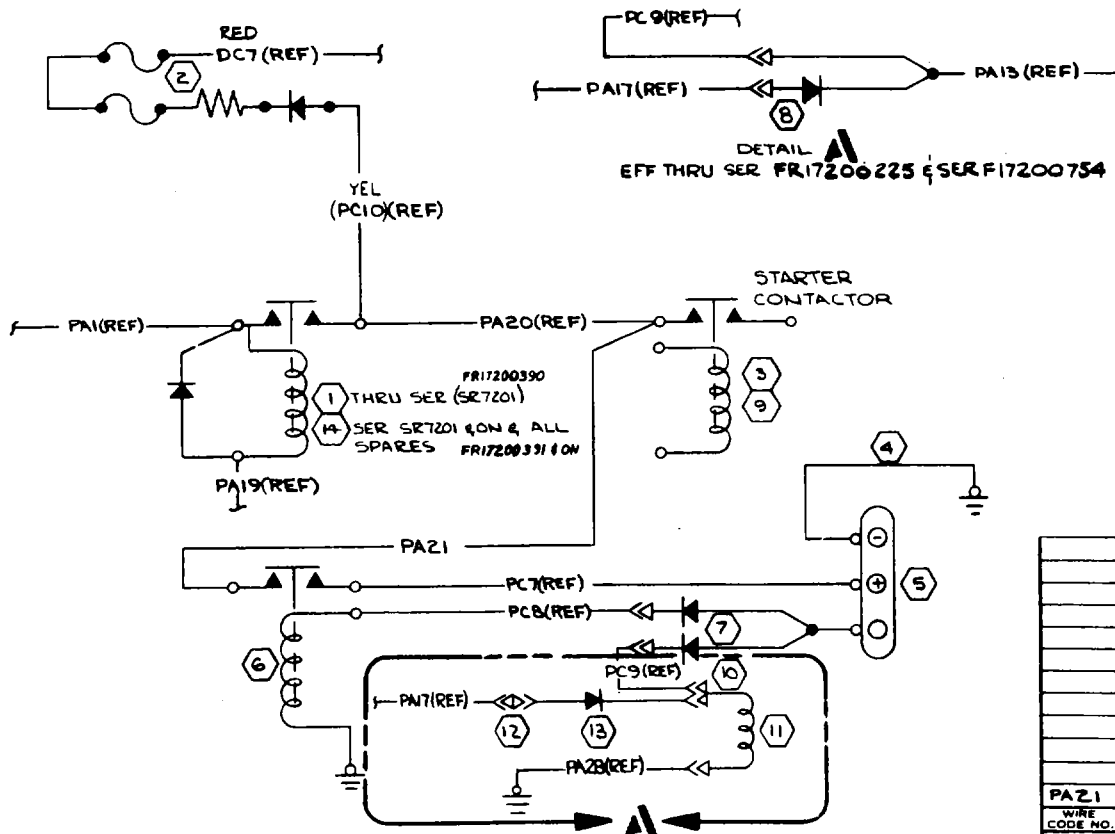 RED
DC7(REF)
2
YEL
(PC10)(REF)
PC9(REF)
PA17(REF)
PA13(REF)
8
DETAIL A
EFF THRU SER FR17200225 & SER F17200754
STARTER
CONTACTOR
PA1(REF)
PA20(REF)
FR17200390
1 THRU SER (SR7201)
14 SER SR7201 & ON & ALL
SPARES FR17200391 & ON
3
9
PA19(REF)
4
PA21
-
+
5
PC7(REF)
PC8(REF)
7
6
PC9(REF)
10
PA17(REF)
12
13
11
PA28(REF)
A
PA21
WIRE
CODE NO.